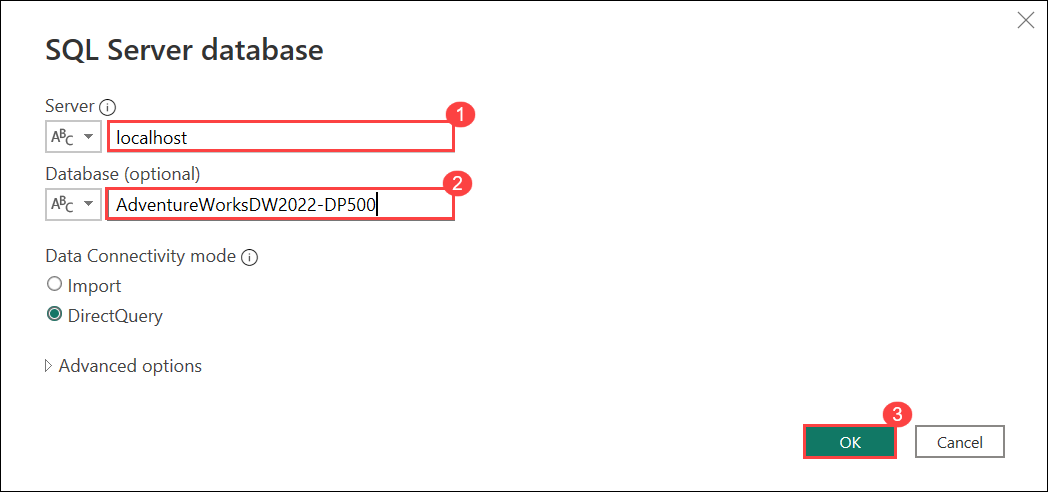 SQL Server database
Server
1
ABC localhost
Database (optional)
2
ABC AdventureWorksDW2022-DP500
Data Connectivity mode
Import
DirectQuery
Advanced options
3
OK Cancel